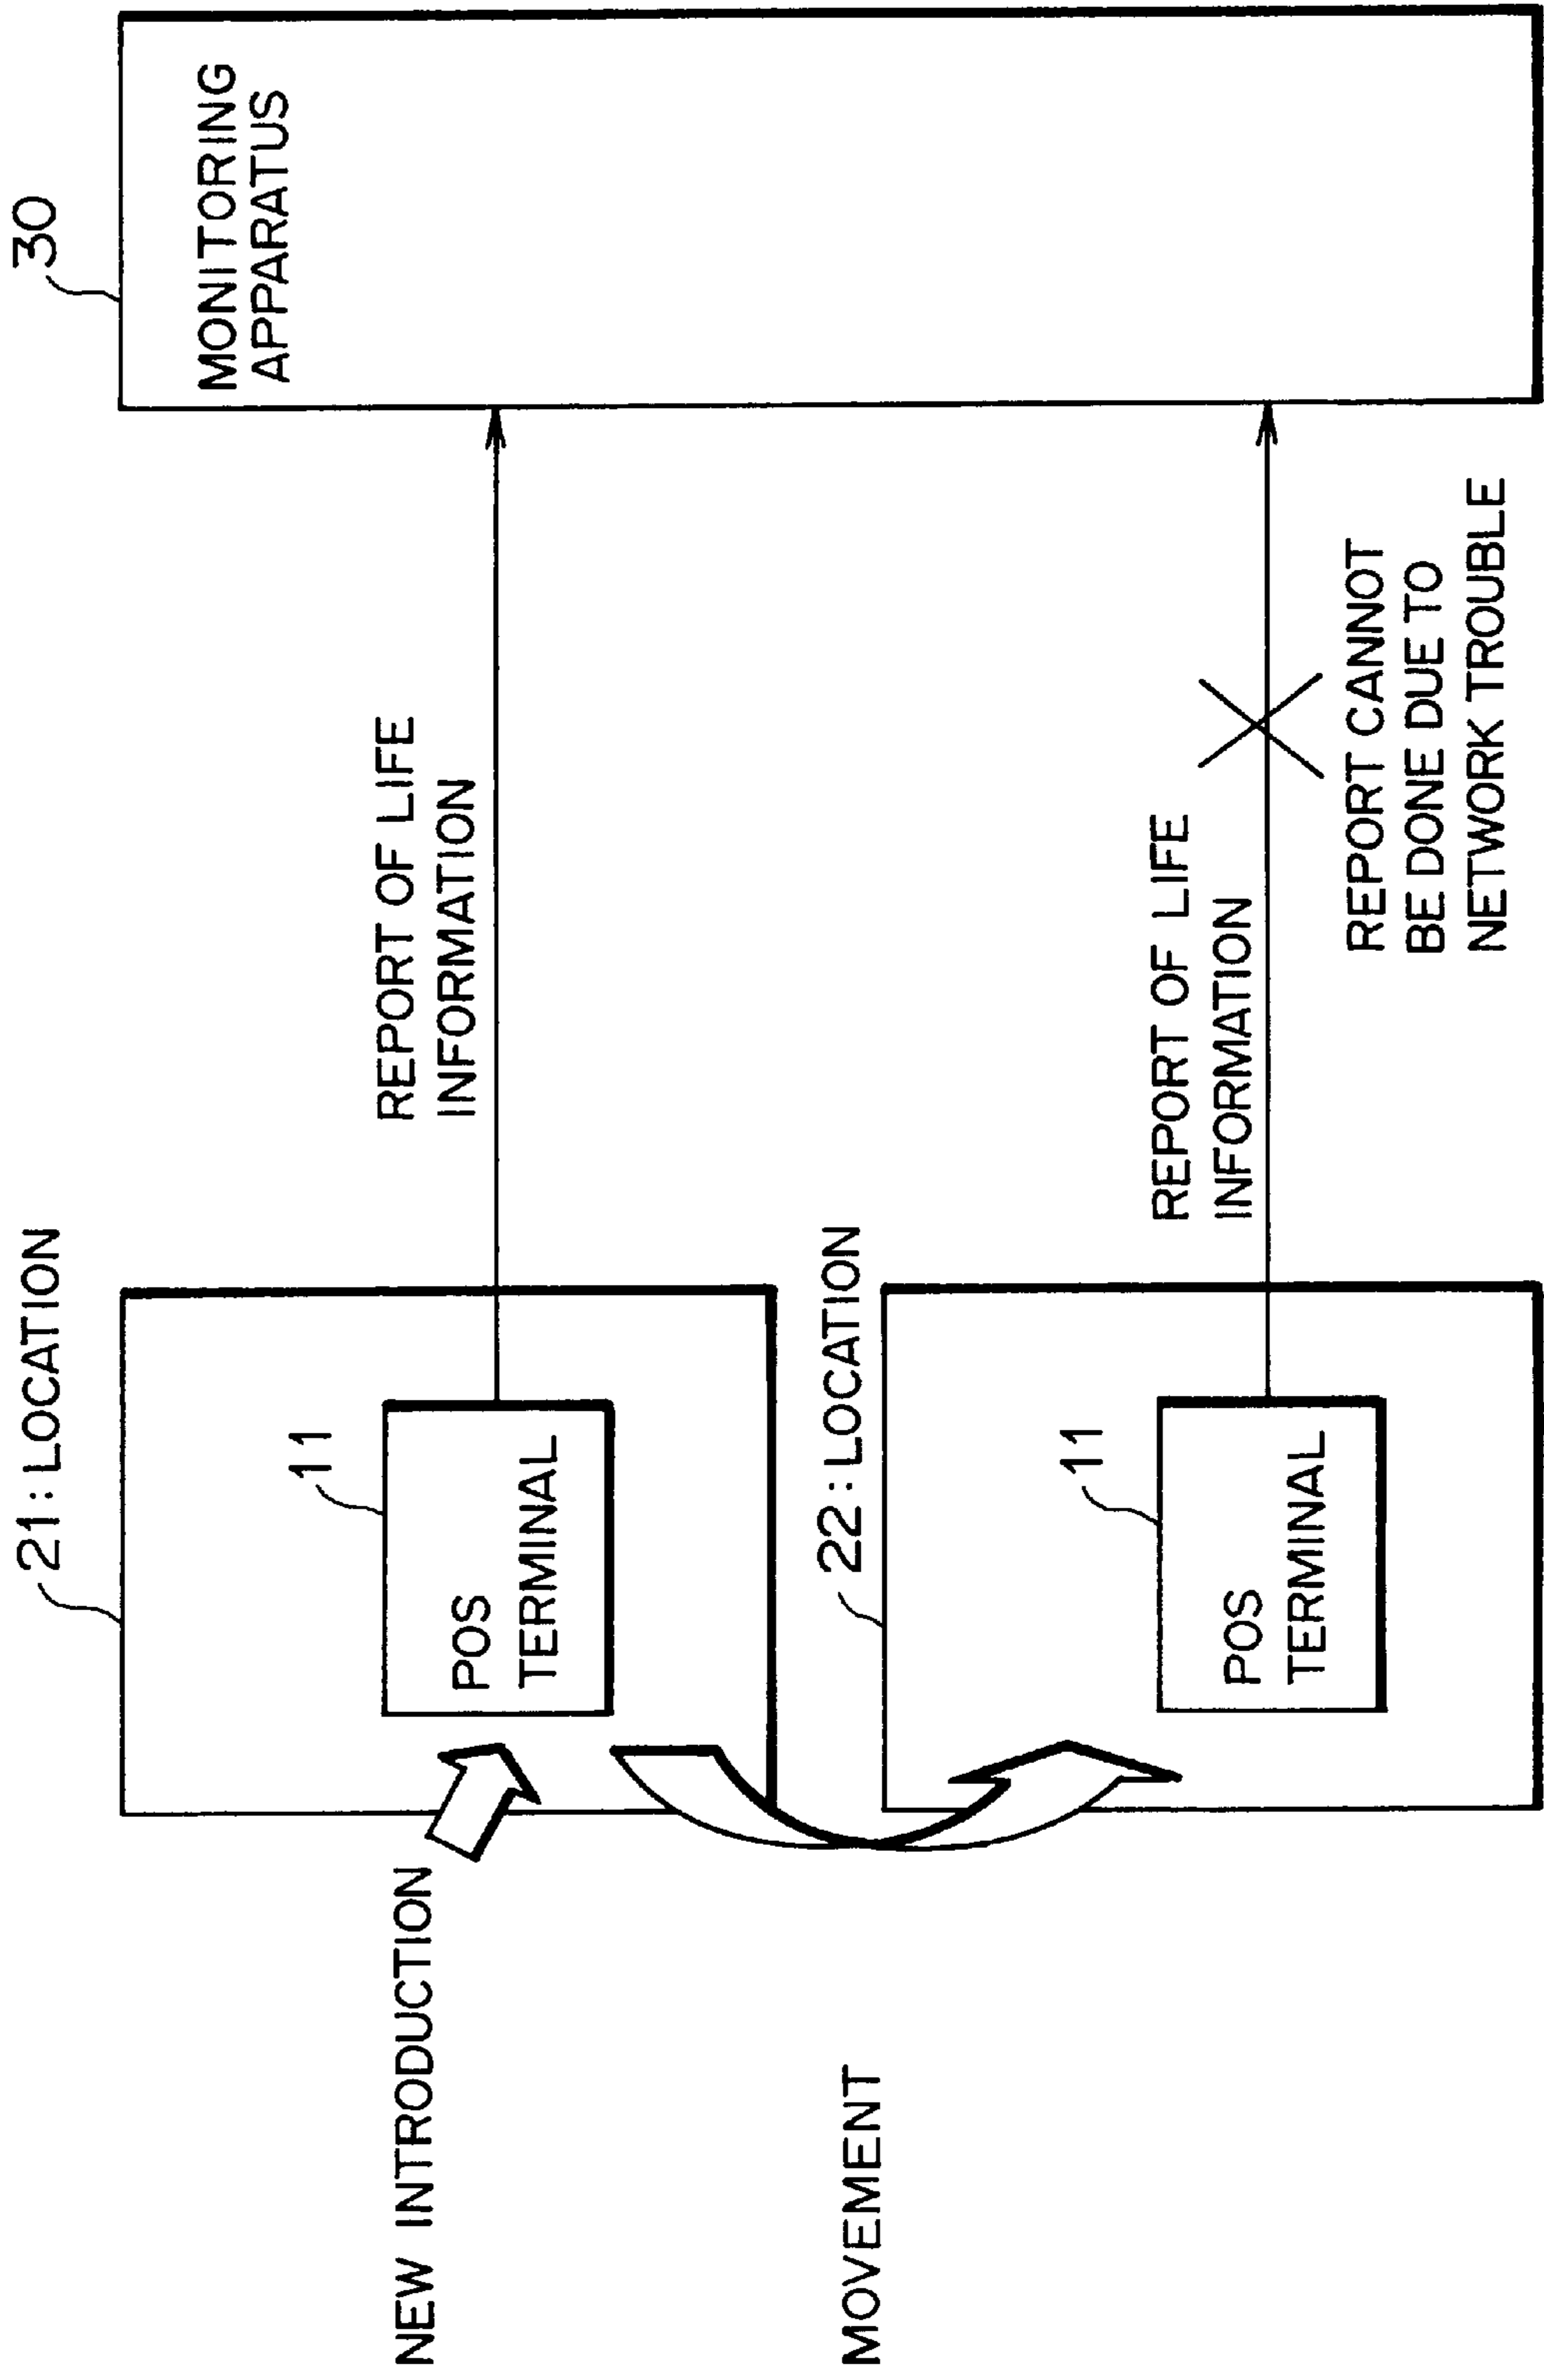 21: LOCATION
30
NEW INTRODUCTION
11
POS
TERMINAL
REPORT OF LIFE
INFORMATION
MONITORING
APPARATUS
MOVEMENT
22: LOCATION
11
POS
TERMINAL
REPORT OF LIFE
INFORMATION
REPORT CANNOT
BE DONE DUE TO
NETWORK TROUBLE